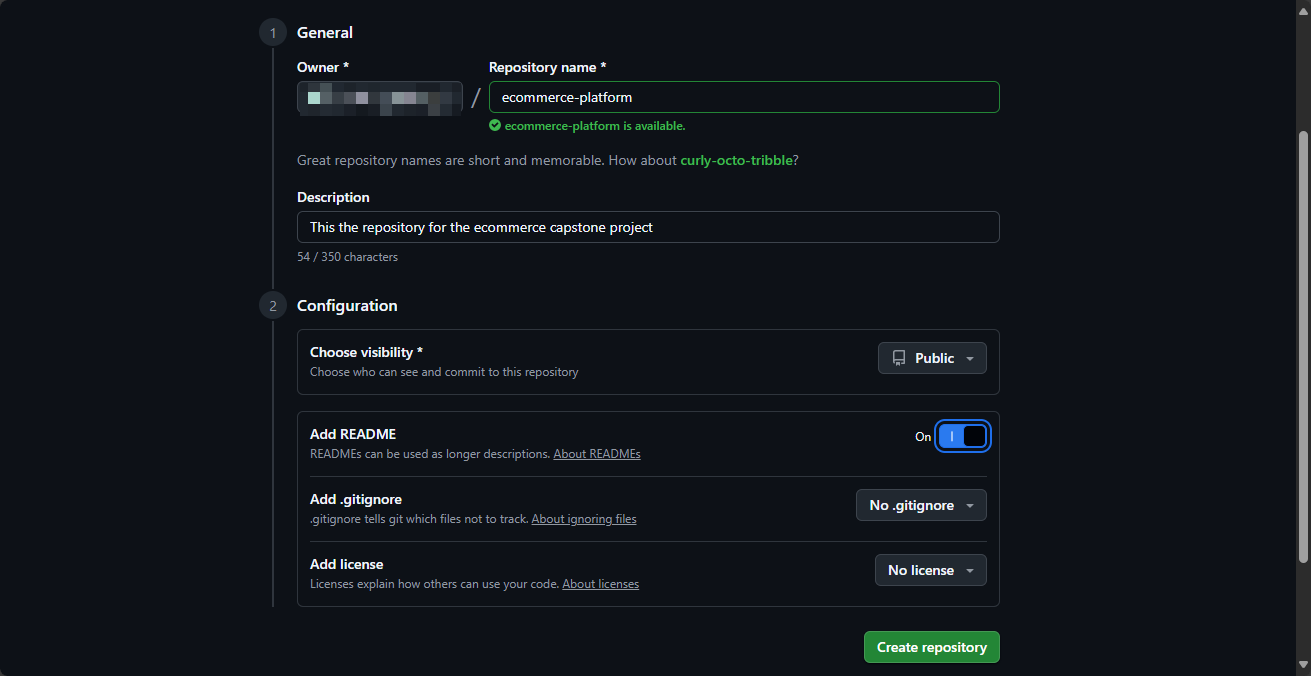 1 General
Owner * Repository name *
/ ecommerce-platform
ecommerce-platform is available.
Great repository names are short and memorable. How about curly-octo-tribble?
Description
This the repository for the ecommerce capstone project
54 / 350 characters
2 Configuration
Choose visibility *
Public
Choose who can see and commit to this repository
Add README
On
READMEs can be used as longer descriptions. About READMEs
Add .gitignore
No .gitignore
.gitignore tells git which files not to track. About ignoring files
Add license
No license
Licenses explain how others can use your code. About licenses
Create repository